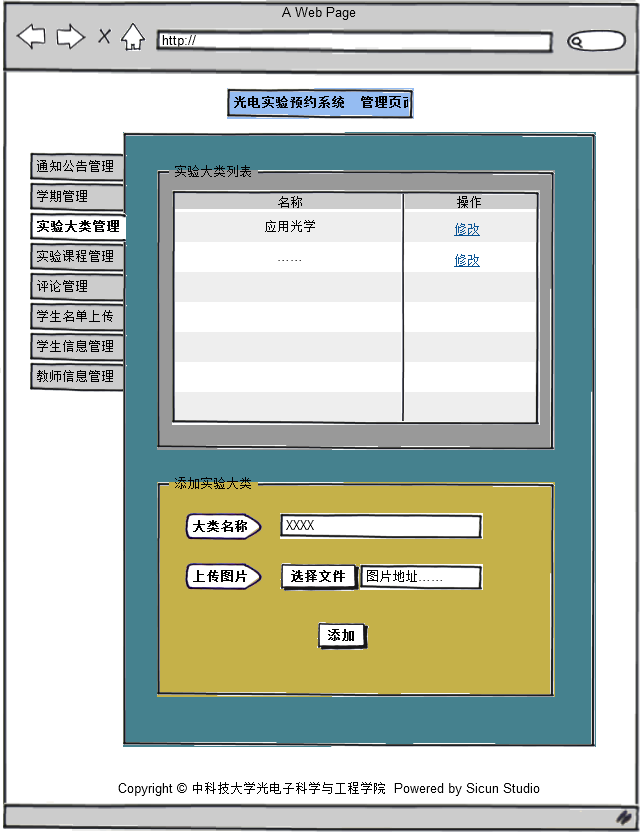 A Web Page
http://
光电实验预约系统 管理页面
通知公告管理
学期管理
实验大类管理
实验课程管理
评论管理
学生名单上传
学生信息管理
教师信息管理
实验大类列表
名称 操作
应用光学 修改
…… 修改
添加实验大类
大类名称 XXXX
上传图片 选择文件 图片地址……
添加
Copyright © 中科技大学光电子科学与工程学院 Powered by Sicun Studio